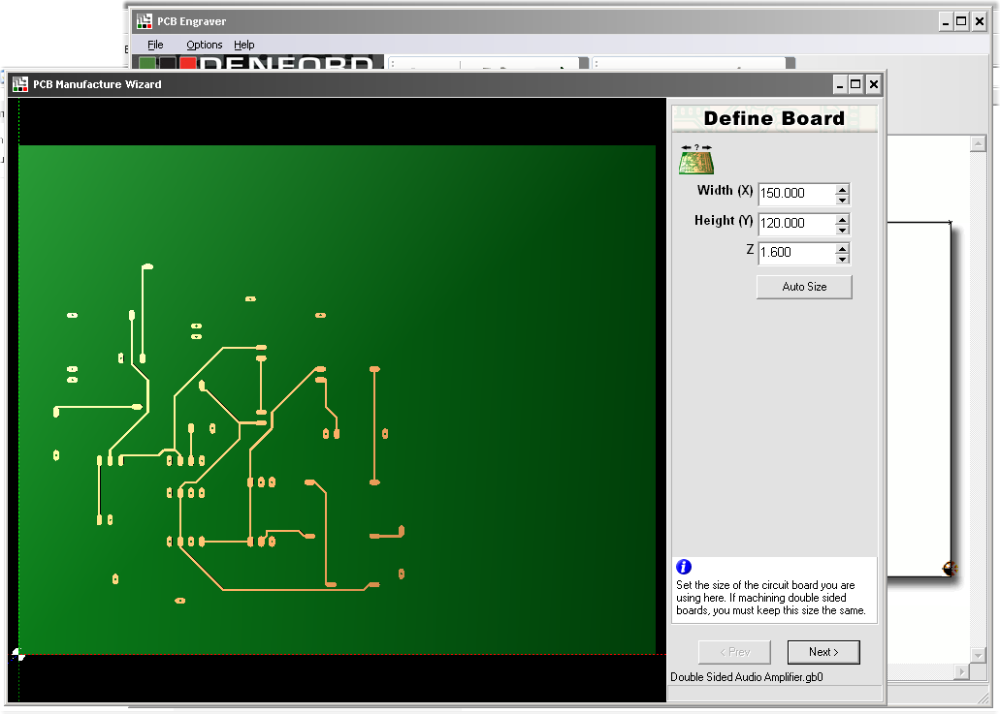 PCB Engraver
File Options Help
DENFORD
PCB Manufacture Wizard
Define Board
?
Width (X) 150.000
Height (Y) 120.000
Z 1.600
Auto Size
i
Set the size of the circuit board you are
using here. If machining double sided
boards, you must keep this size the same.
< Prev Next >
Double Sided Audio Amplifier.gb0